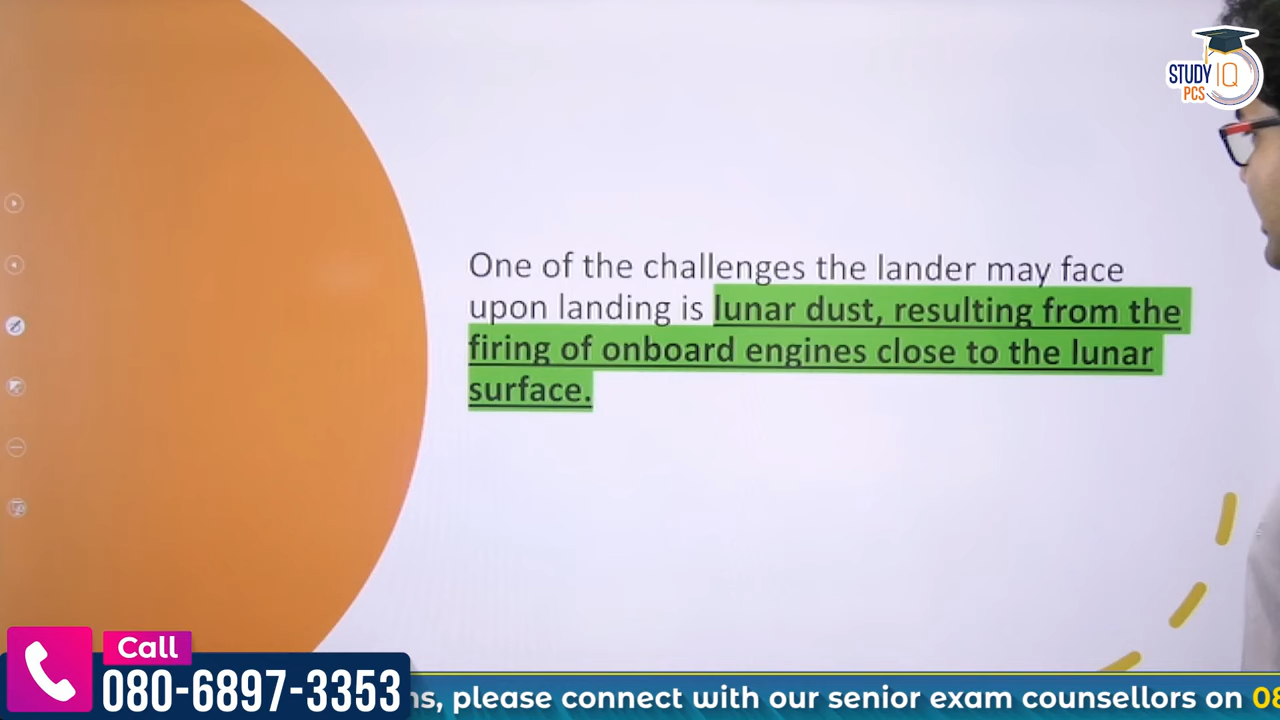 STUDY IQ
PCS
One of the challenges the lander may face
upon landing is lunar dust, resulting from the
firing of onboard engines close to the lunar
surface.
Call
080-6897-3353
please connect with our senior exam counsellors on